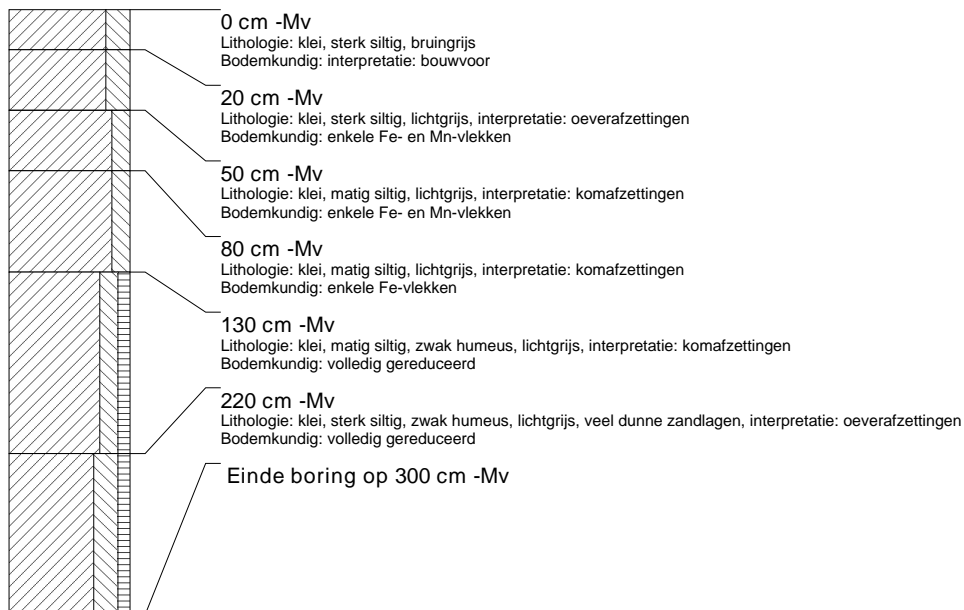 0 cm -Mv
Lithologie: klei, sterk siltig, bruingrijs
Bodemkundig: interpretatie: bouwvoor
20 cm -Mv
Lithologie: klei, sterk siltig, lichtgrijs, interpretatie: oeverafzettingen
Bodemkundig: enkele Fe- en Mn-vlekken
50 cm -Mv
Lithologie: klei, matig siltig, lichtgrijs, interpretatie: komafzettingen
Bodemkundig: enkele Fe- en Mn-vlekken
80 cm -Mv
Lithologie: klei, matig siltig, lichtgrijs, interpretatie: komafzettingen
Bodemkundig: enkele Fe-vlekken
130 cm -Mv
Lithologie: klei, matig siltig, zwak humeus, lichtgrijs, interpretatie: komafzettingen
Bodemkundig: volledig gereduceerd
220 cm -Mv
Lithologie: klei, sterk siltig, zwak humeus, lichtgrijs, veel dunne zandlagen, interpretatie: oeverafzettingen
Bodemkundig: volledig gereduceerd
Einde boring op 300 cm -Mv